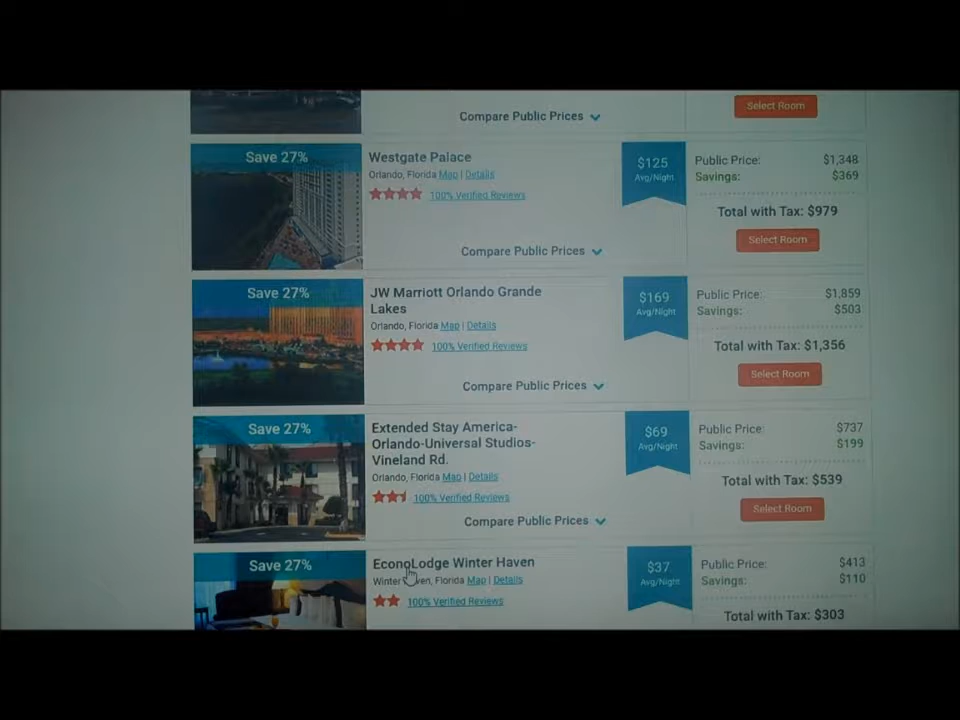 Compare Public Prices
Select Room
Save 27%
Westgate Palace
Orlando, Florida Map | Details
100% Verified Reviews
Compare Public Prices
$125
Avg/Night
Public Price: $1,348
Savings: $369
Total with Tax: $979
Select Room
Save 27%
JW Marriott Orlando Grande
Lakes
Orlando, Florida Map | Details
100% Verified Reviews
Compare Public Prices
$169
Avg/Night
Public Price: $1,859
Savings: $503
Total with Tax: $1,356
Select Room
Save 27%
Extended Stay America-
Orlando-Universal Studios-
Vineland Rd.
Orlando, Florida Map | Details
100% Verified Reviews
Compare Public Prices
$69
Avg/Night
Public Price: $737
Savings: $199
Total with Tax: $539
Select Room
Save 27%
EconoLodge Winter Haven
Winter Haven, Florida Map | Details
100% Verified Reviews
$37
Avg/Night
Public Price: $413
Savings: $110
Total with Tax: $303